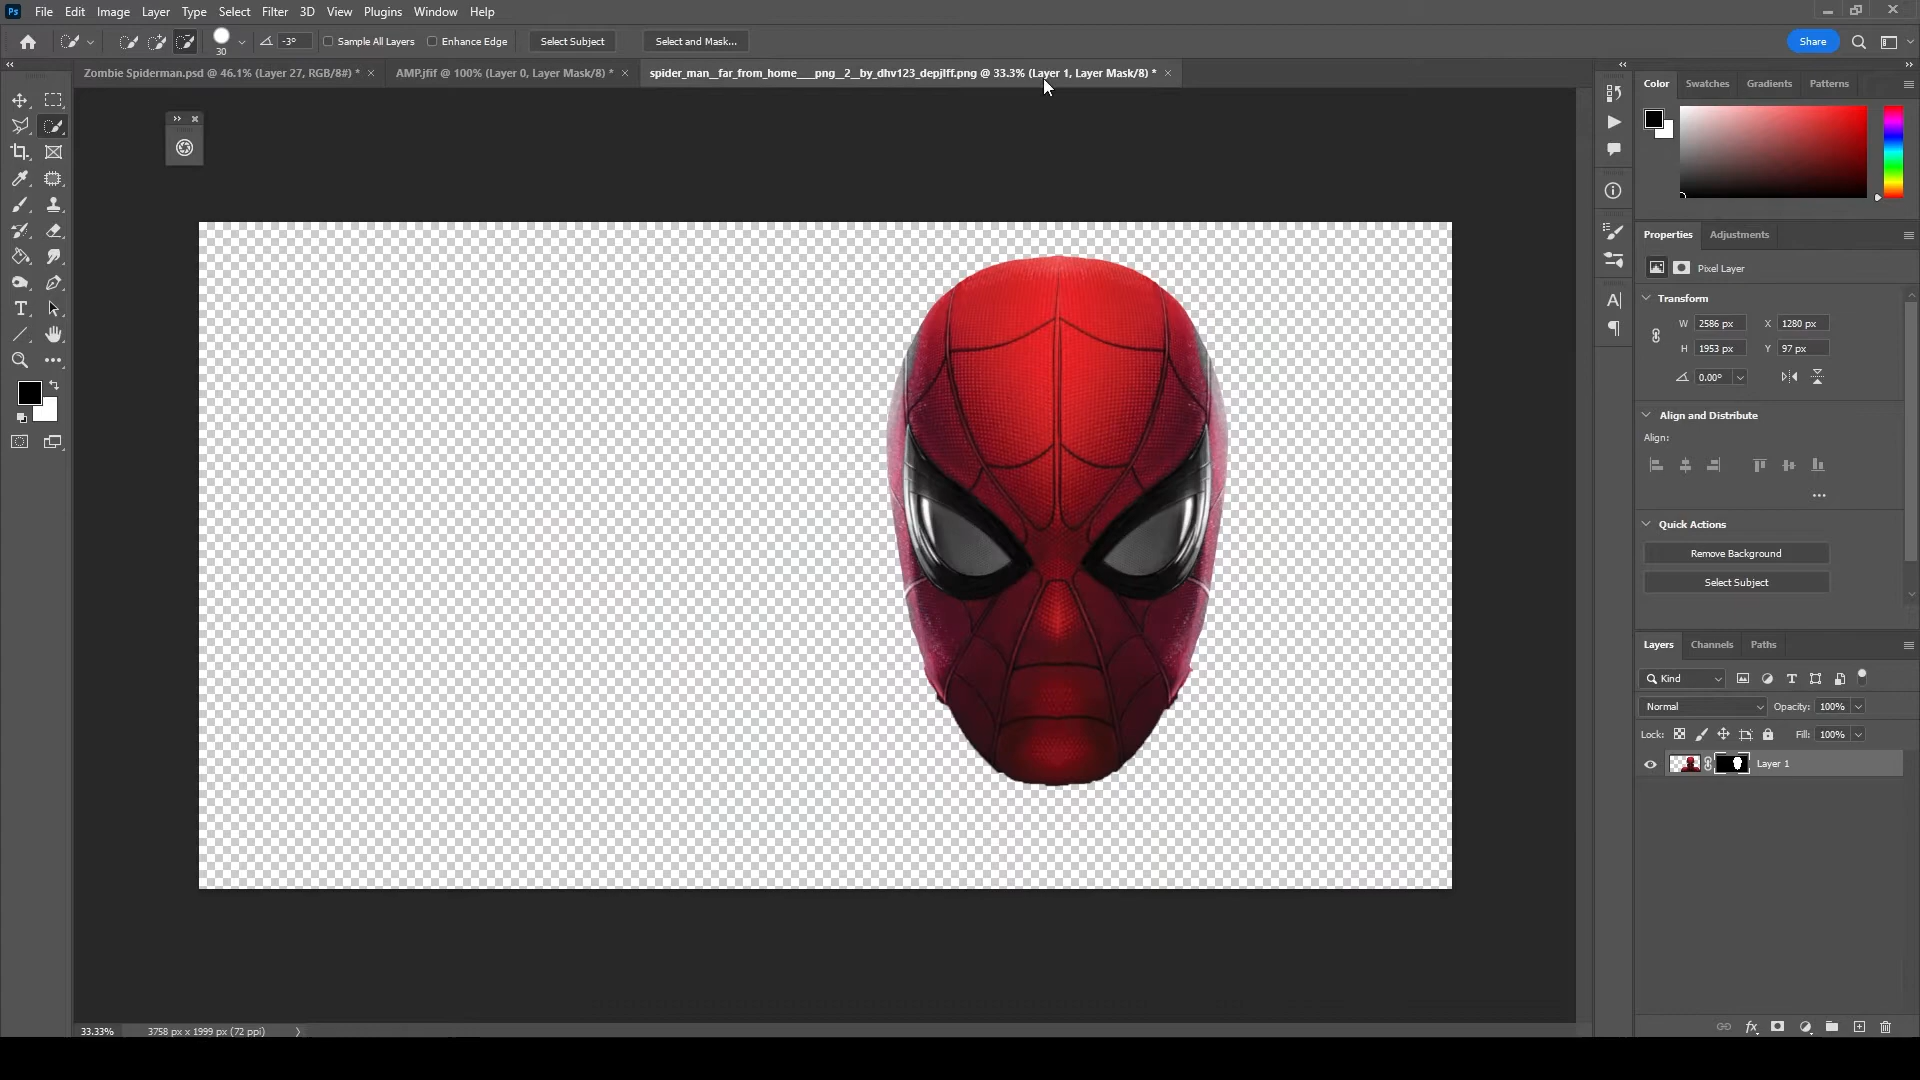 Ps File Edit Image Layer Type Select Filter 3D View Plugins Window Help
30 -3° Sample All Layers Enhance Edge Select Subject Select and Mask... Share
Zombie Spiderman.psd @ 46.1% (Layer 27, RGB/8#) * × AMP.jfif @ 100% (Layer 0, Layer Mask/8) * × spider_man__far_from_home____png__2__by_dhv123_depjlff.png @ 33.3% (Layer 1, Layer Mask/8) * ×
Color Swatches Gradients Patterns
Properties Adjustments
Pixel Layer
Transform
W 2586 px X 1280 px
H 1953 px Y 97 px
0.00°
Align and Distribute
Align:
Quick Actions
Remove Background
Select Subject
Layers Channels Paths
Kind
Normal Opacity: 100%
Lock: Fill: 100%
Layer 1
33.33% 3758 px x 1999 px (72 ppi)